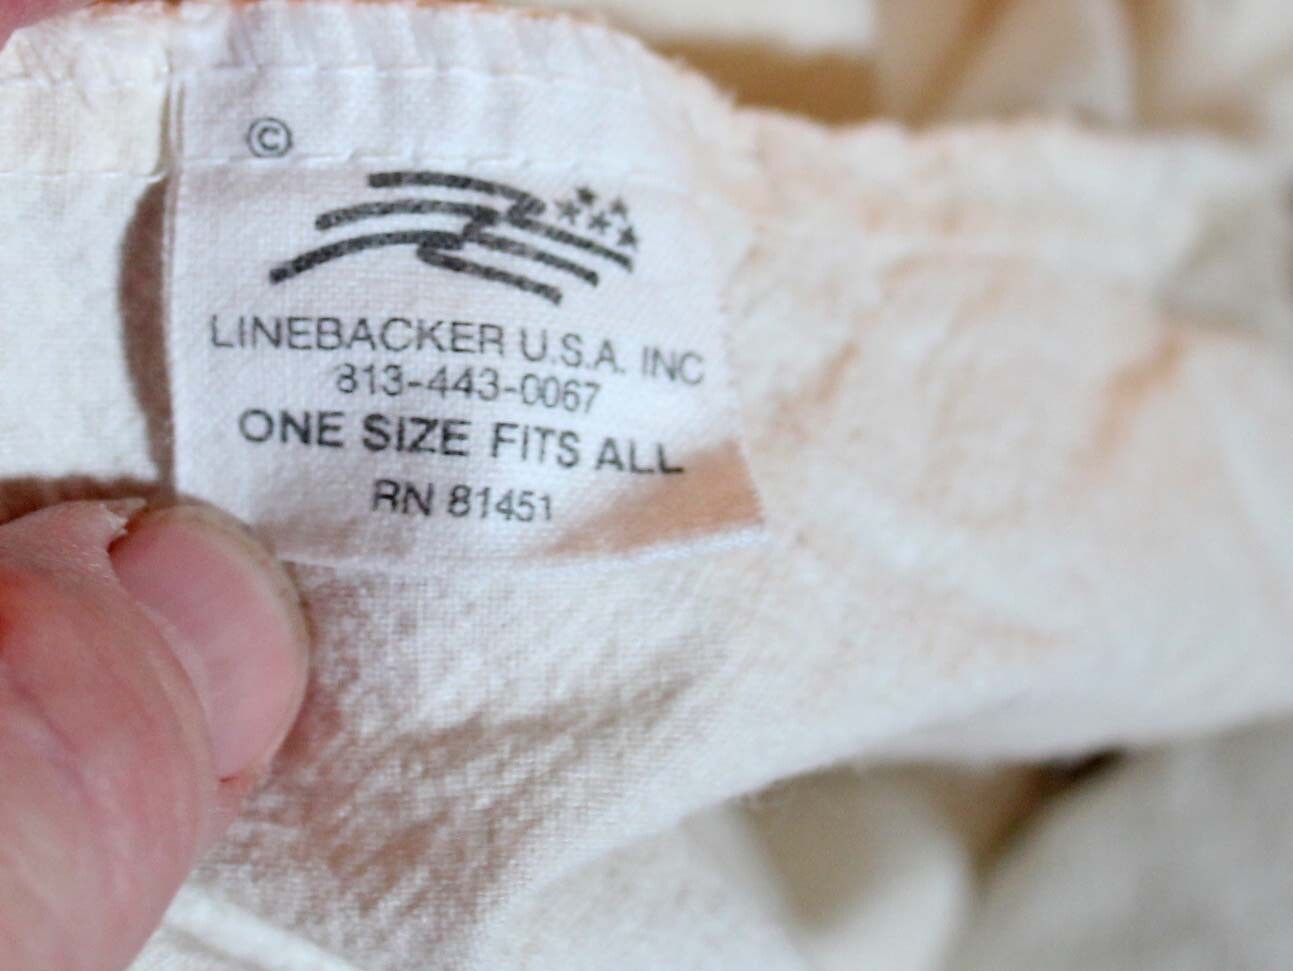 ©
LINEBACKER U.S.A. INC
813-443-0067
ONE SIZE FITS ALL
RN 81451